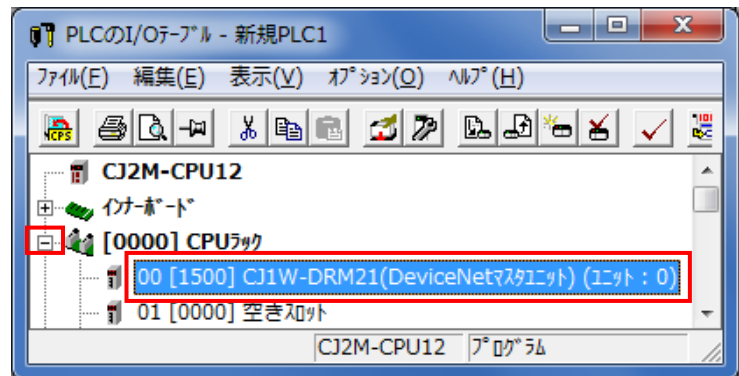 PLCのI/Oﾃｰﾌﾞﾙ - 新規PLC1
ﾌｧｲﾙ(F) 編集(E) 表示(V) ｵﾌﾟｼｮﾝ(O) ﾍﾙﾌﾟ(H)
CJ2M-CPU12
ｲﾝﾅｰﾎﾞｰﾄﾞ
[0000] CPUﾗｯｸ
00 [1500] CJ1W-DRM21(DeviceNetﾏｽﾀﾕﾆｯﾄ) (ﾕﾆｯﾄ : 0)
01 [0000] 空きｽﾛｯﾄ
CJ2M-CPU12 ﾌﾟﾛｸﾞﾗﾑ